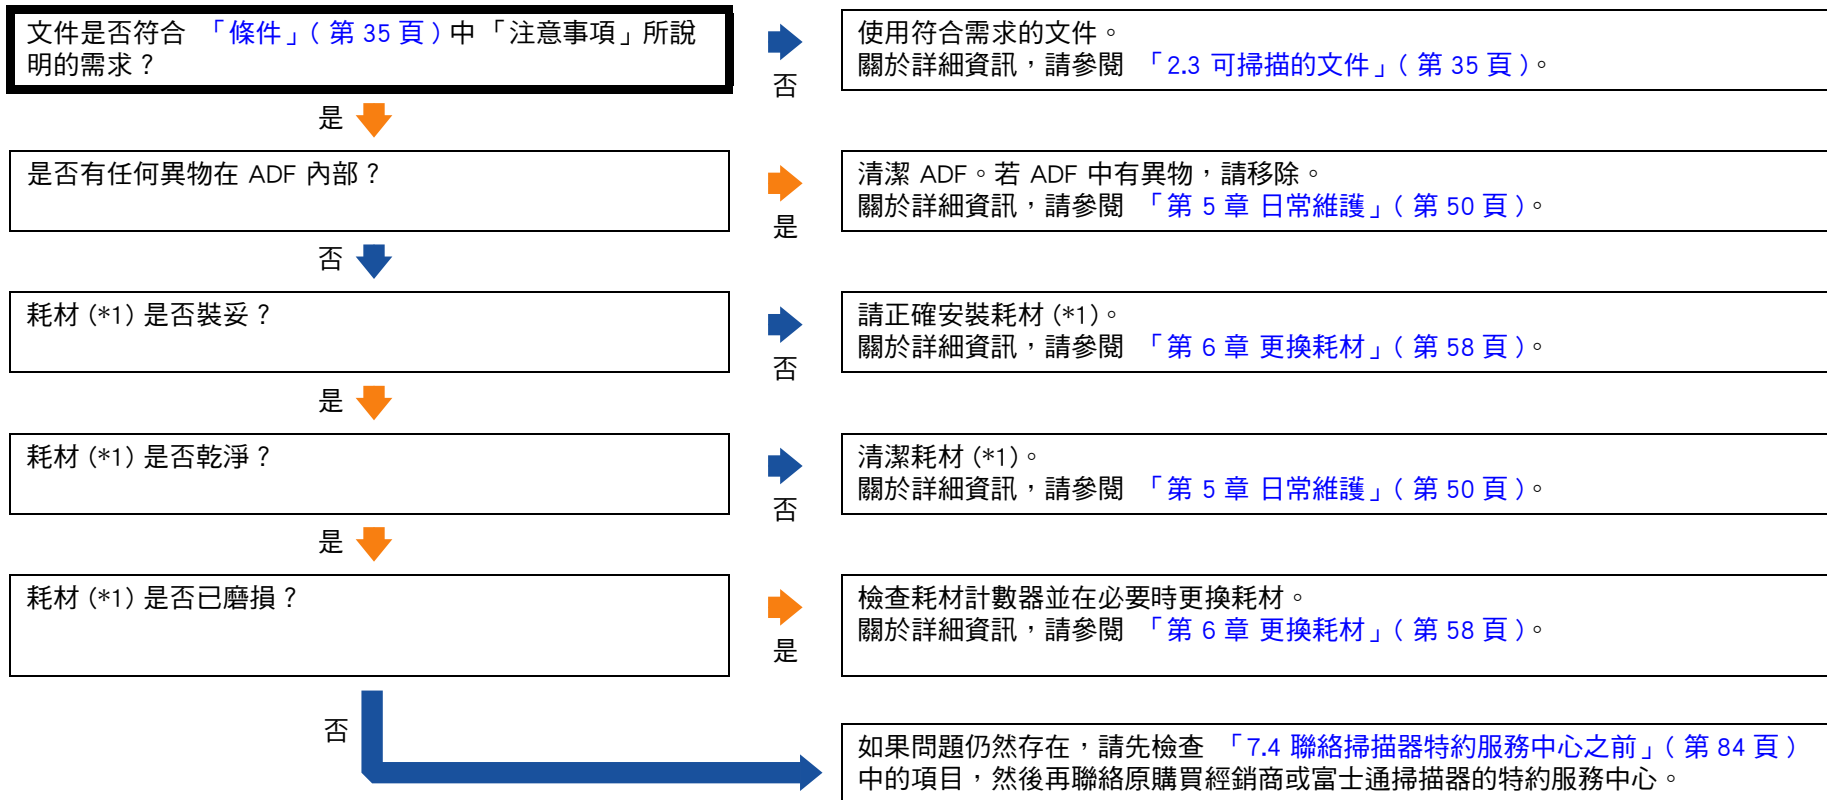 文件是否符合 「條件」( 第 35 頁 ) 中 「注意事項」所說
明的需求？
否
使用符合需求的文件。
關於詳細資訊，請參閱 「2.3 可掃描的文件」( 第 35 頁 )。
是
是否有任何異物在 ADF 內部？
是
清潔 ADF。若 ADF 中有異物，請移除。
關於詳細資訊，請參閱 「第 5 章 日常維護」( 第 50 頁 )。
否
耗材 (*1) 是否裝妥？
否
請正確安裝耗材 (*1)。
關於詳細資訊，請參閱 「第 6 章 更換耗材」( 第 58 頁 )。
是
耗材 (*1) 是否乾淨？
否
清潔耗材 (*1)。
關於詳細資訊，請參閱 「第 5 章 日常維護」( 第 50 頁 )。
是
耗材 (*1) 是否已磨損？
是
檢查耗材計數器並在必要時更換耗材。
關於詳細資訊，請參閱 「第 6 章 更換耗材」( 第 58 頁 )。
否
如果問題仍然存在，請先檢查 「7.4 聯絡掃描器特約服務中心之前」( 第 84 頁 )
中的項目，然後再聯絡原購買經銷商或富士通掃描器的特約服務中心。